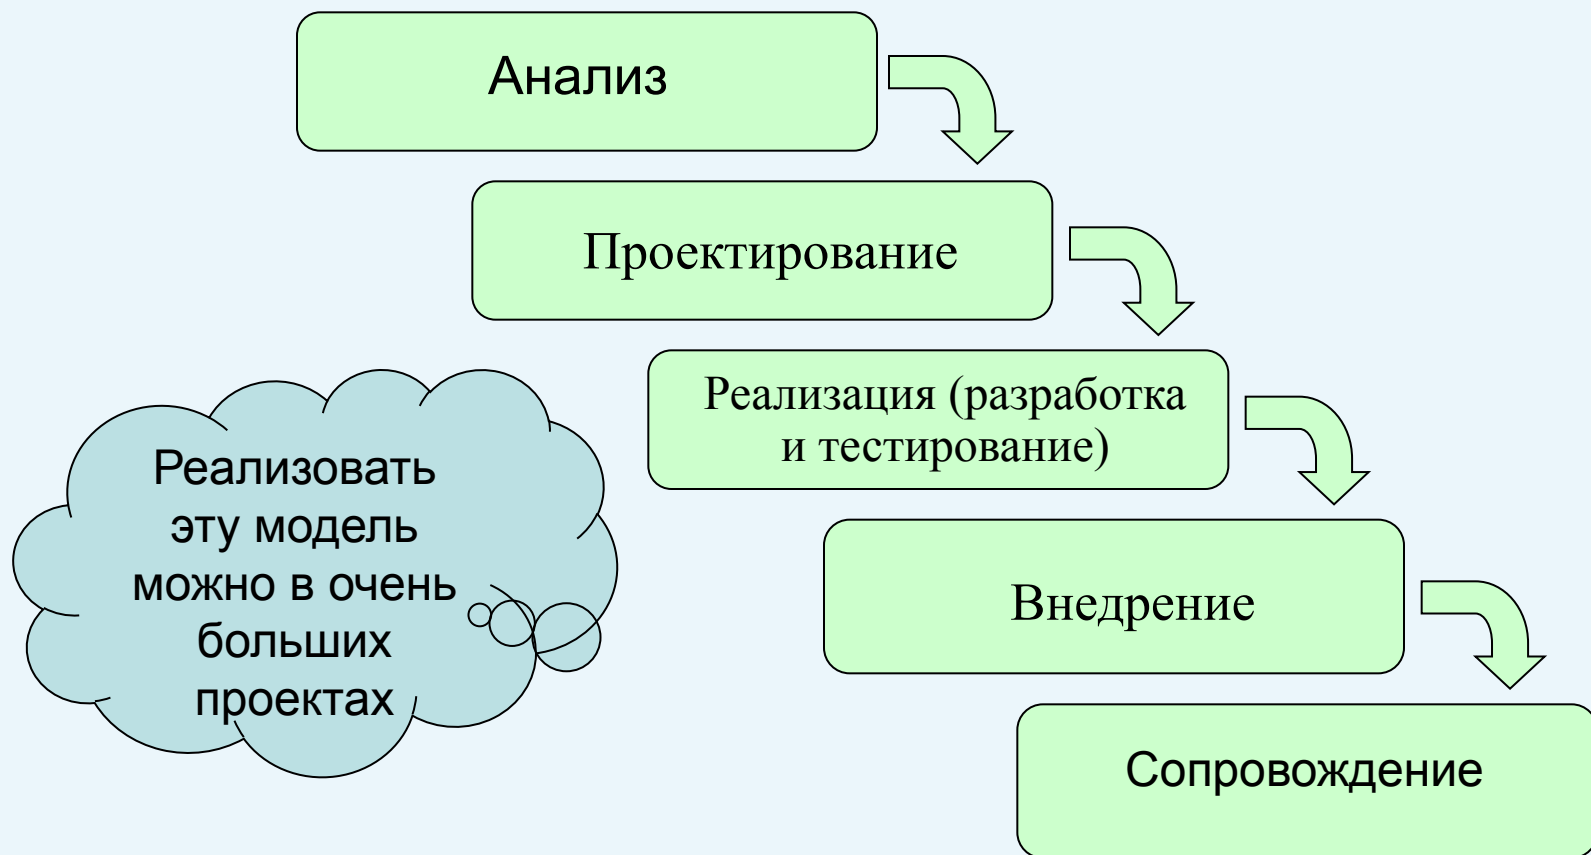 Анализ
Проектирование
Реализация (разработка
и тестирование)
Реализовать
эту модель
можно в очень
больших
проектах
Внедрение
Сопровождение